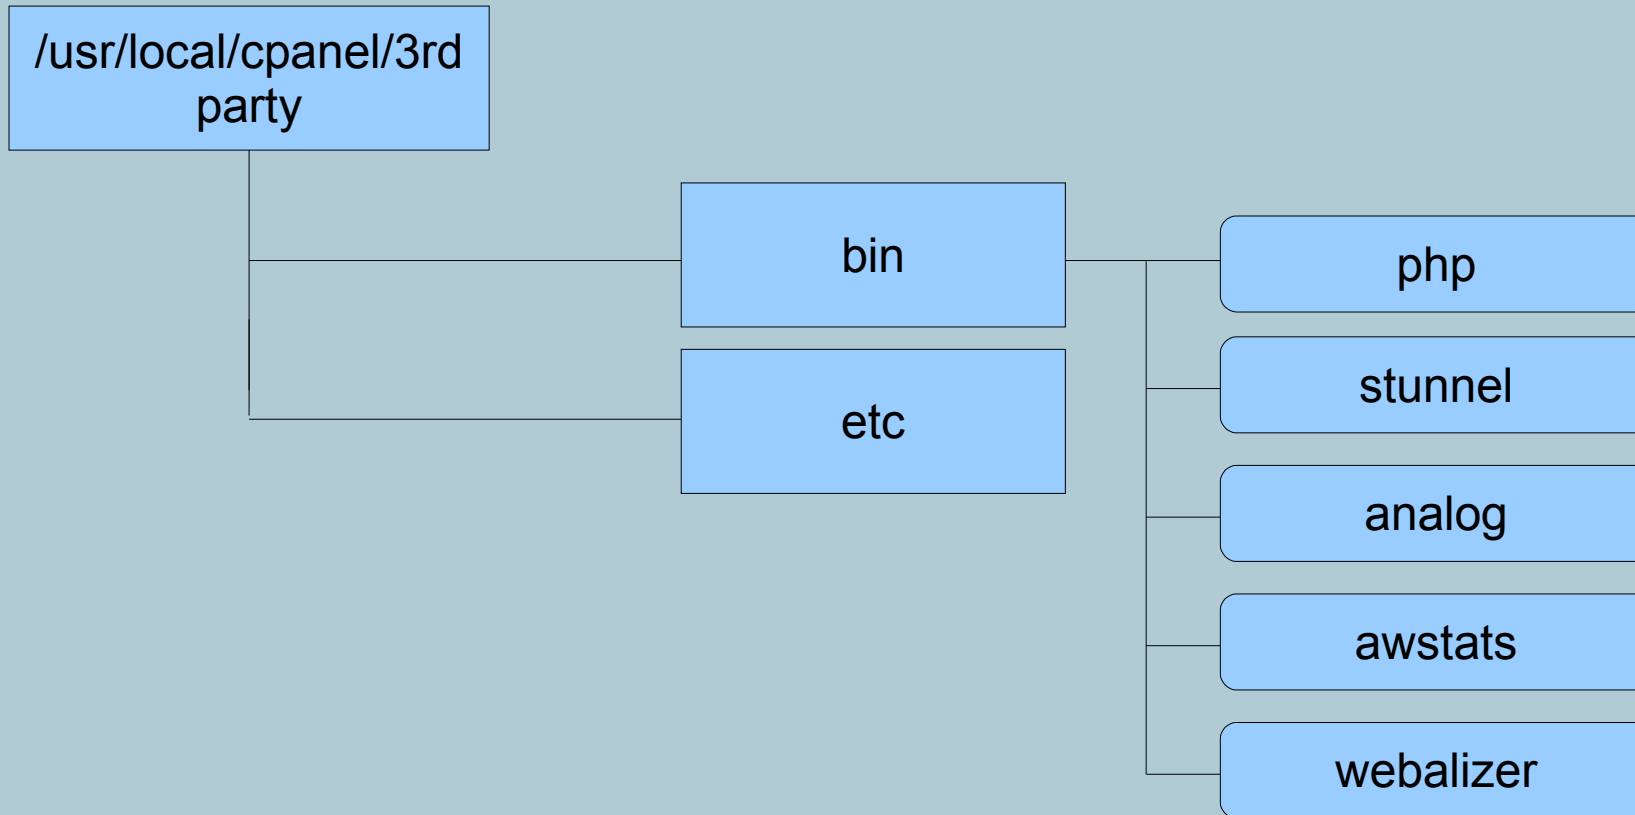 /usr/local/cpanel/3rd
party
bin
php
stunnel
etc
analog
awstats
webalizer